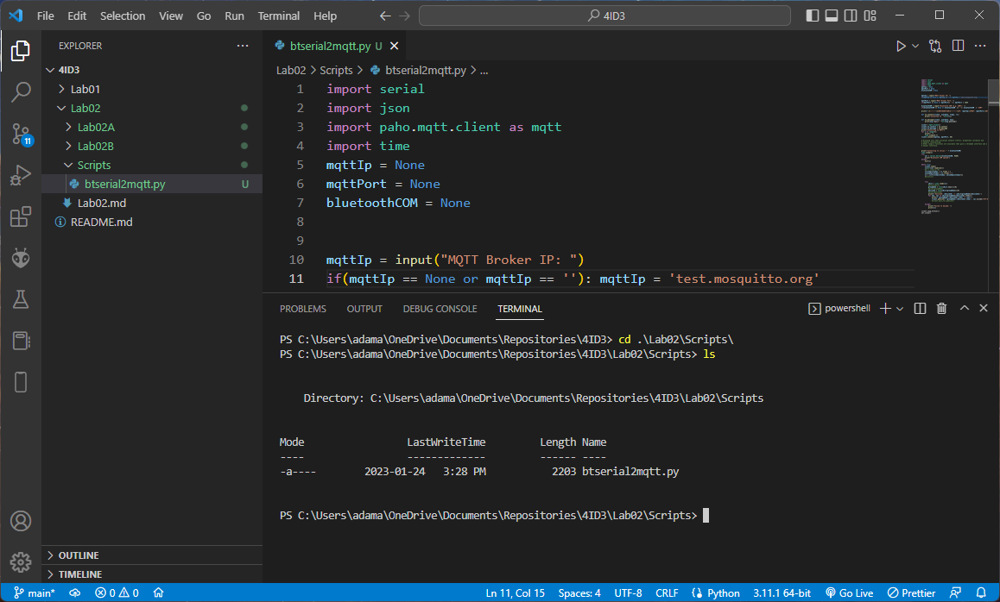 File Edit Selection View Go Run Terminal Help
4ID3
EXPLORER
4ID3
Lab01
Lab02
Lab02A
Lab02B
Scripts
btserial2mqtt.py U
Lab02.md
README.md
OUTLINE
TIMELINE
11
btserial2mqtt.py U
Lab02 > Scripts > btserial2mqtt.py > ...
1 import serial
2 import json
3 import paho.mqtt.client as mqtt
4 import time
5 mqttIp = None
6 mqttPort = None
7 bluetoothCOM = None
8
9
10 mqttIp = input("MQTT Broker IP: ")
11 if(mqttIp == None or mqttIp == ''): mqttIp = 'test.mosquitto.org'
PROBLEMS OUTPUT DEBUG CONSOLE TERMINAL
powershell
PS C:\Users\adama\OneDrive\Documents\Repositories\4ID3> cd .\Lab02\Scripts\
PS C:\Users\adama\OneDrive\Documents\Repositories\4ID3\Lab02\Scripts> ls
Directory: C:\Users\adama\OneDrive\Documents\Repositories\4ID3\Lab02\Scripts
Mode LastWriteTime Length Name
---- ------------- ------ ----
-a---- 2023-01-24 3:28 PM 2203 btserial2mqtt.py
PS C:\Users\adama\OneDrive\Documents\Repositories\4ID3\Lab02\Scripts>
main* 0 0 Ln 11, Col 15 Spaces: 4 UTF-8 CRLF Python 3.11.1 64-bit Go Live Prettier